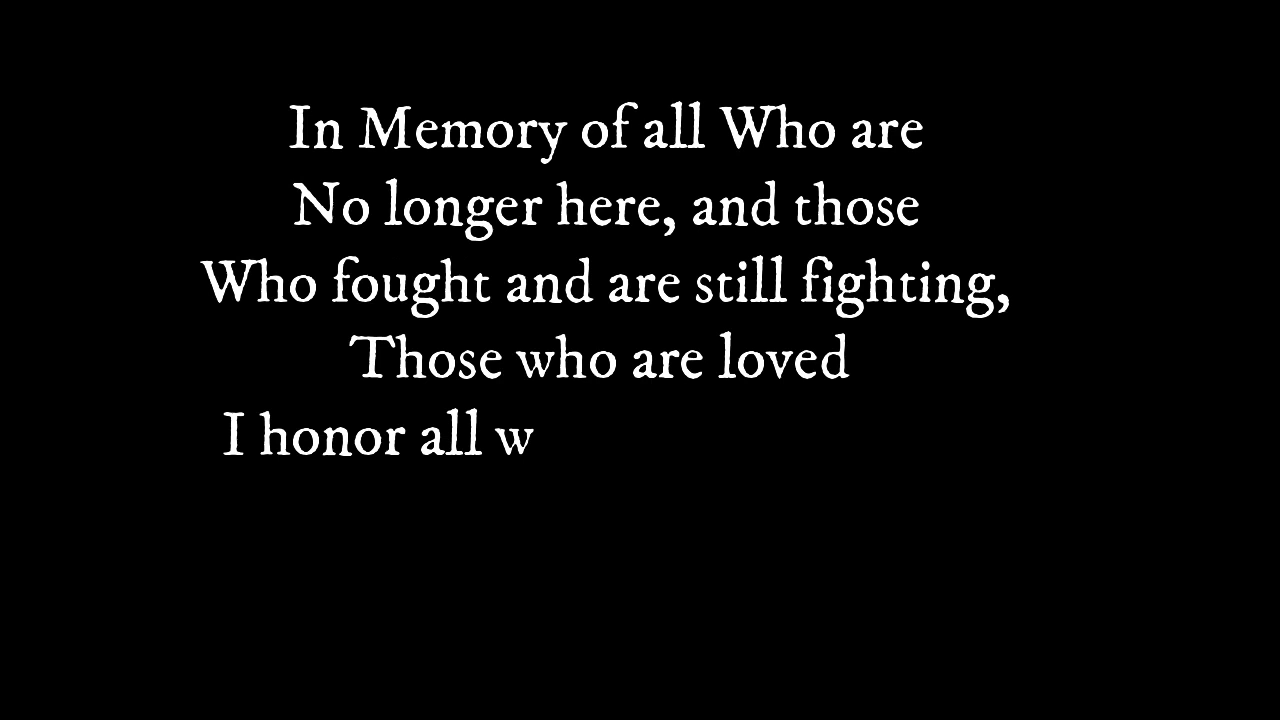 In Memory of all Who are
No longer here, and those
Who fought and are still fighting,
Those who are loved
I honor all w